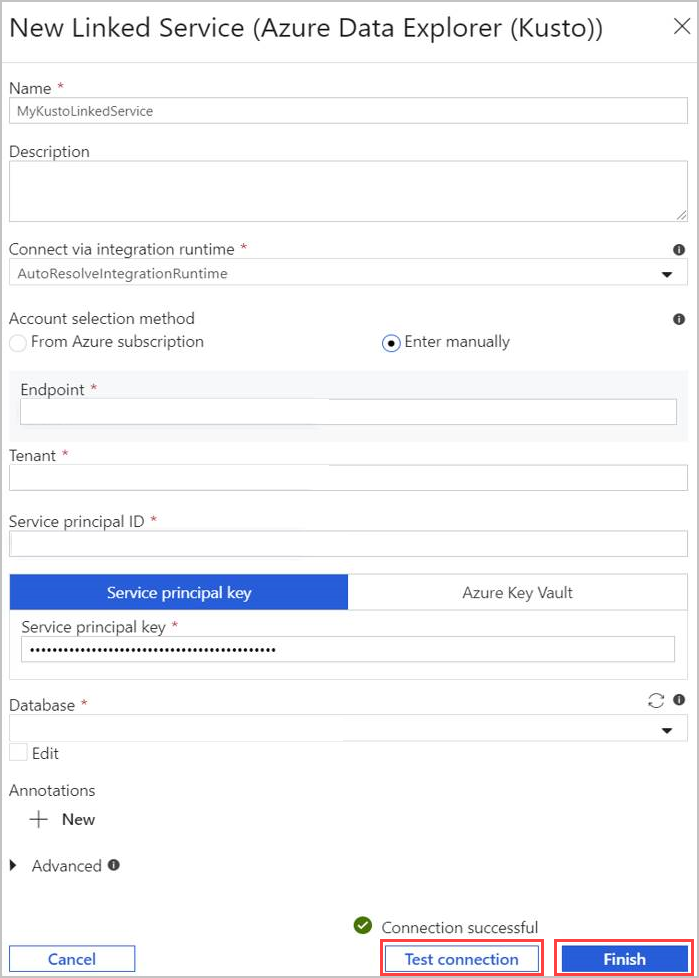 New Linked Service (Azure Data Explorer (Kusto))
Name *
MyKustoLinkedService
Description
Connect via integration runtime *
AutoResolveIntegrationRuntime
Account selection method
From Azure subscription Enter manually
Endpoint *
Tenant *
Service principal ID *
Service principal key Azure Key Vault
Service principal key *
••••••••••••••••••••••••••••••••••••••••••••
Database *
Edit
Annotations
New
Advanced
Connection successful
Cancel Test connection Finish